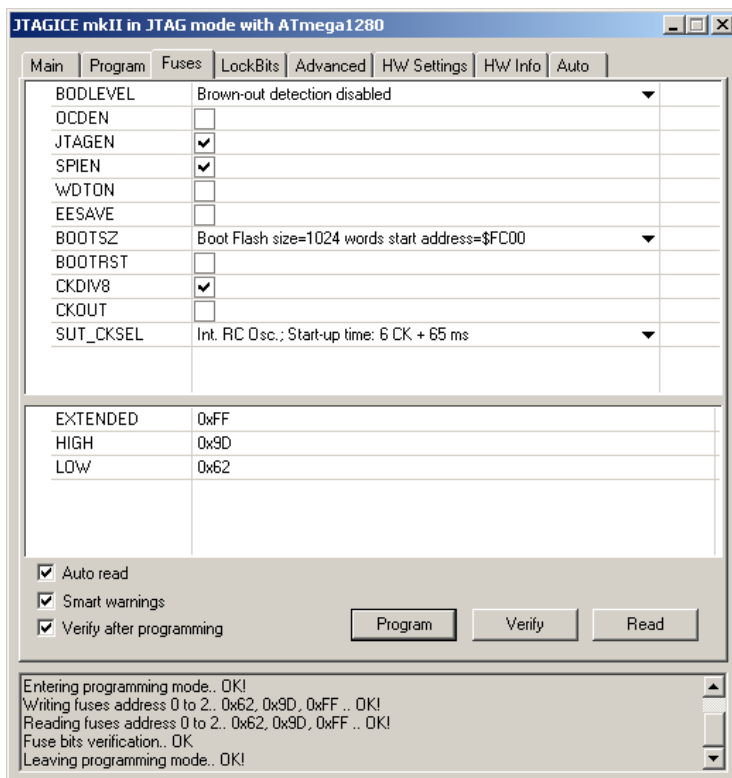 JTAGICE mkII in JTAG mode with ATmega1280
Main Program Fuses LockBits Advanced HW Settings HW Info Auto
BODLEVEL Brown-out detection disabled
OCDEN
JTAGEN
SPIEN
WDTON
EESAVE
BOOTSZ Boot Flash size=1024 words start address=$FC00
BOOTRST
CKDIV8
CKOUT
SUT_CKSEL Int. RC Osc.; Start-up time: 6 CK + 65 ms
EXTENDED 0xFF
HIGH 0x9D
LOW 0x62
Auto read
Smart warnings
Verify after programming
Program Verify Read
Entering programming mode.. OK!
Writing fuses address 0 to 2.. 0x62, 0x9D, 0xFF .. OK!
Reading fuses address 0 to 2.. 0x62, 0x9D, 0xFF .. OK!
Fuse bits verification.. OK
Leaving programming mode.. OK!